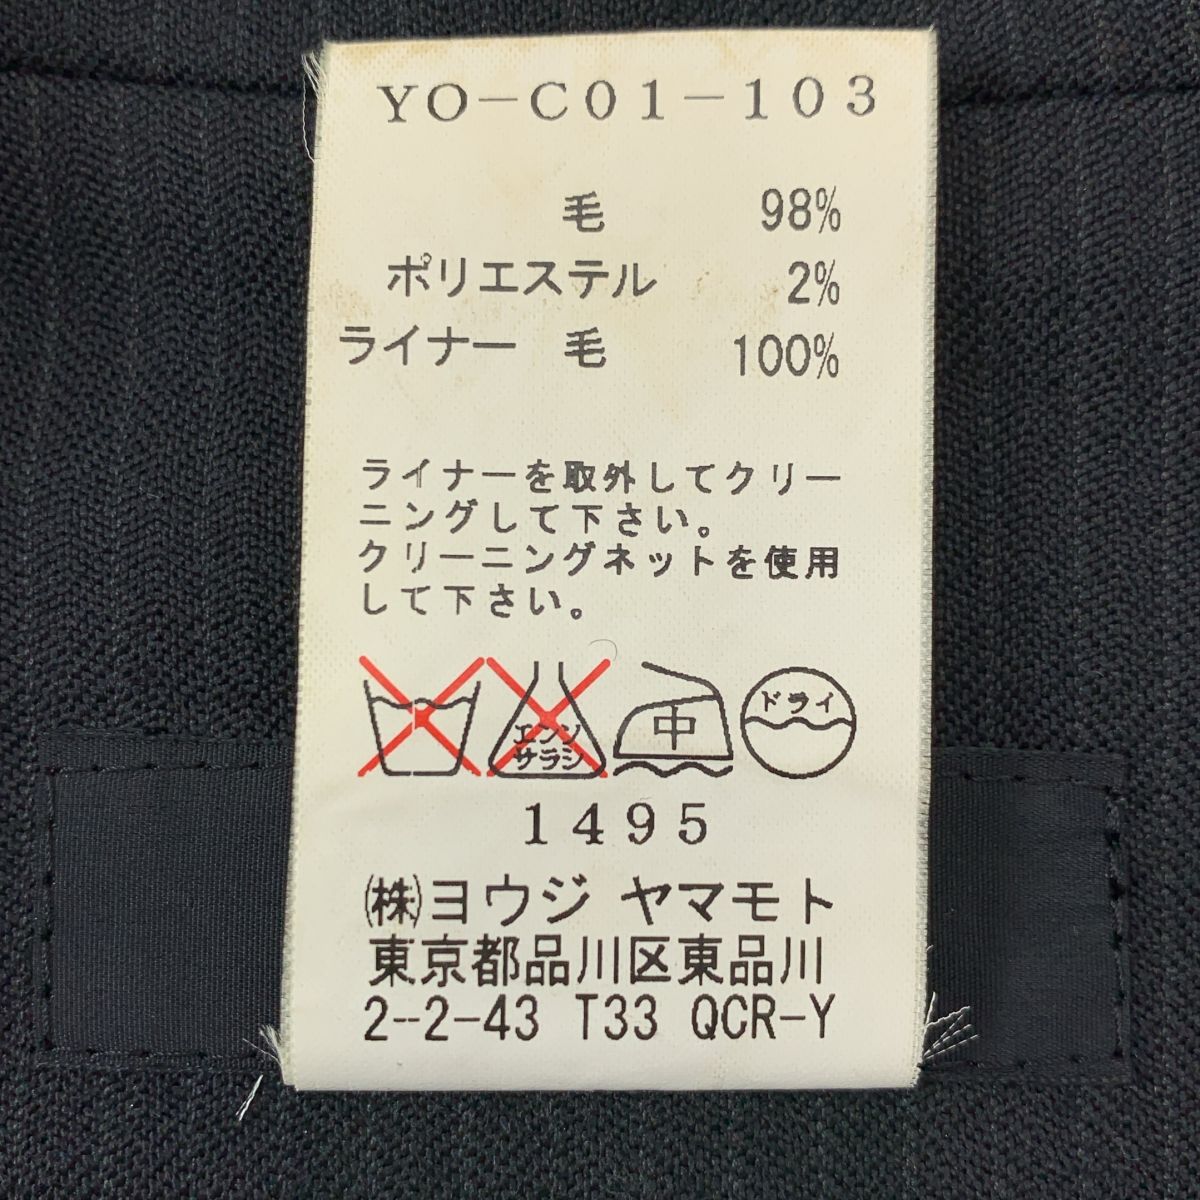 YO-C01-103
毛 98%
ポリエステル 2%
ライナー 毛 100%
ライナーを取外してクリー
ニングして下さい。
クリーニングネットを使用
して下さい。
エンソ
サラシ
中
ドライ
1495
㈱ヨウジ ヤマモト
東京都品川区東品川
2-2-43 T33 QCR-Y